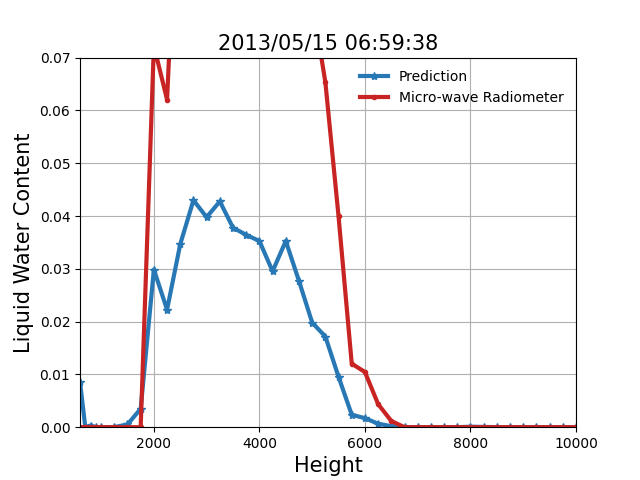 2013/05/15 06:59:38
0.07
0.06
0.05
0.04
0.03
0.02
0.01
0.00
Liquid Water Content
Prediction
Micro-wave Radiometer
2000 4000 6000 8000 10000
Height